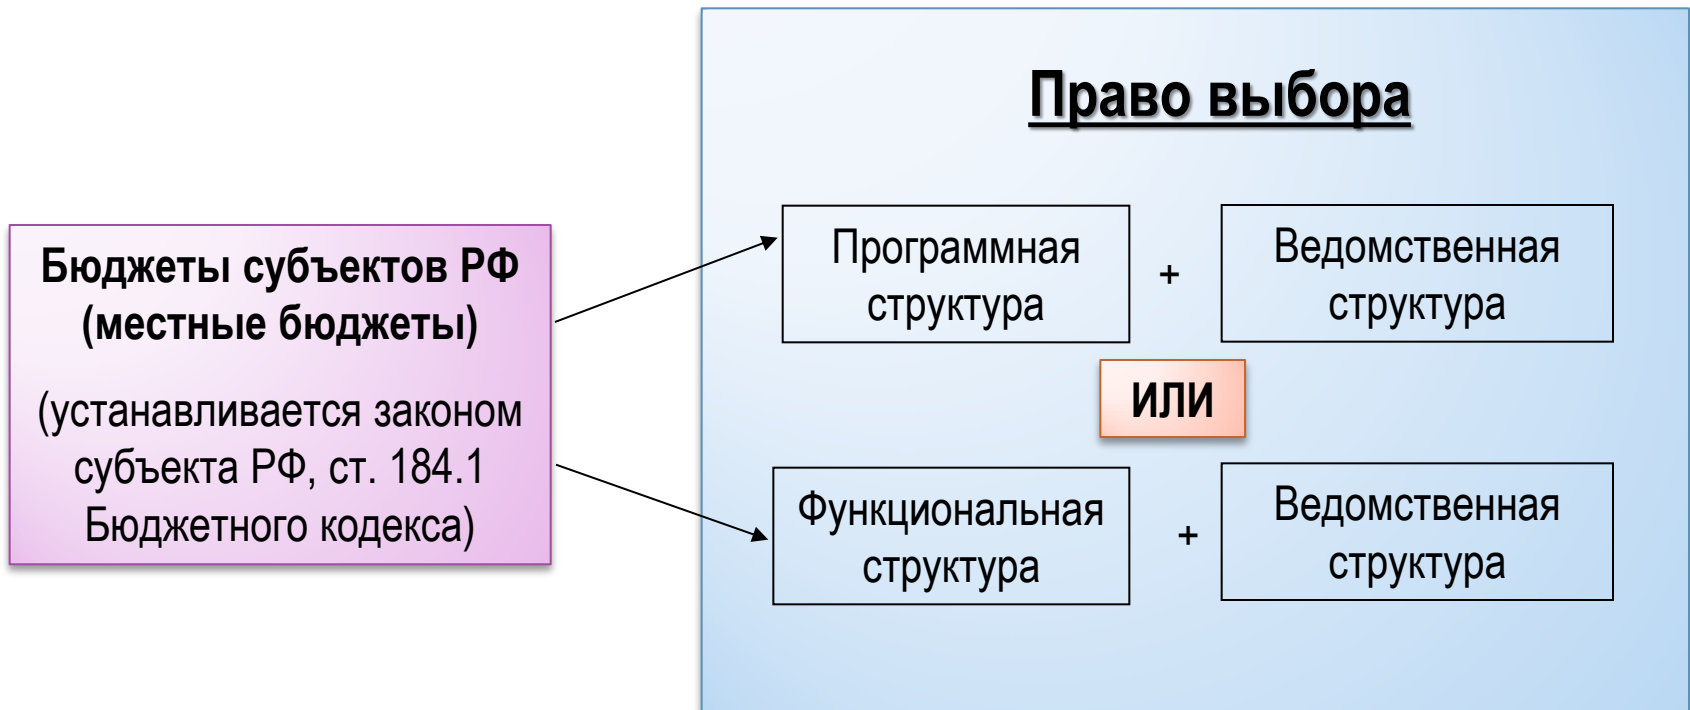 Право выбора
Бюджеты субъектов РФ
(местные бюджеты)
(устанавливается законом
субъекта РФ, ст. 184.1
Бюджетного кодекса)
Программная
структура
+
Ведомственная
структура
ИЛИ
Функциональная
структура
+
Ведомственная
структура